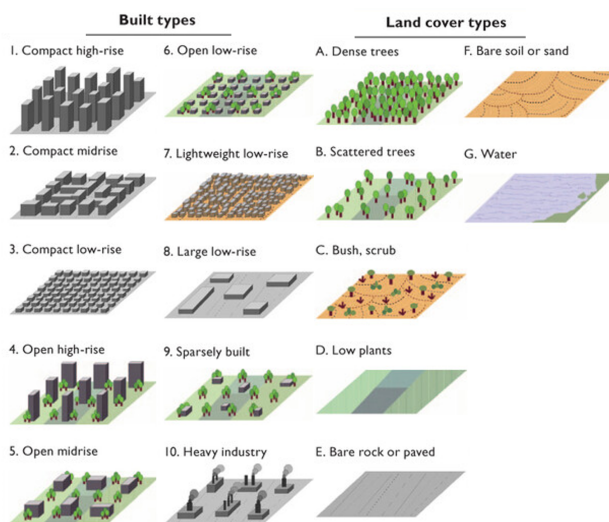 Built types
Land cover types
1. Compact high-rise
6. Open low-rise
A. Dense trees
F. Bare soil or sand
2. Compact midrise
7. Lightweight low-rise
B. Scattered trees
G. Water
3. Compact low-rise
8. Large low-rise
C. Bush, scrub
4. Open high-rise
9. Sparsely built
D. Low plants
5. Open midrise
10. Heavy industry
E. Bare rock or paved